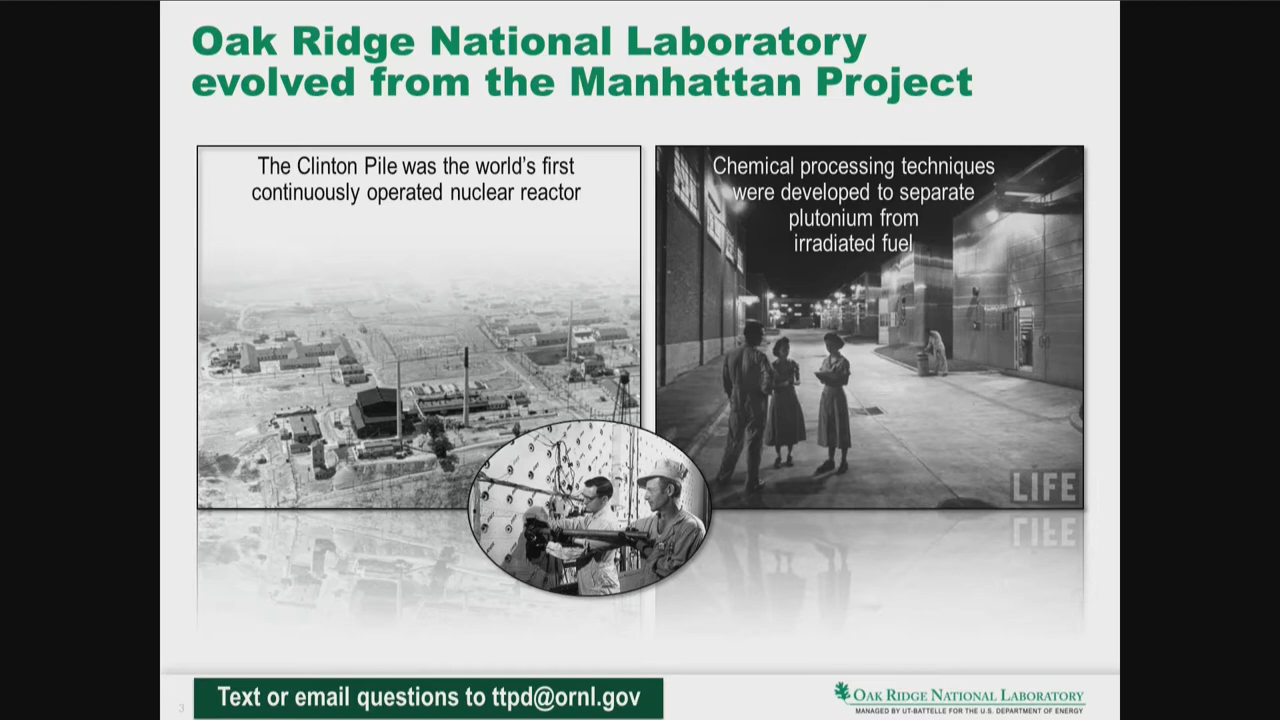 Oak Ridge National Laboratory
evolved from the Manhattan Project
The Clinton Pile was the world's first
continuously operated nuclear reactor
Chemical processing techniques
were developed to separate
plutonium from
irradiated fuel
LIFE
3
Text or email questions to ttpd@ornl.gov
OAK RIDGE NATIONAL LABORATORY
MANAGED BY UT-BATTELLE FOR THE U.S. DEPARTMENT OF ENERGY